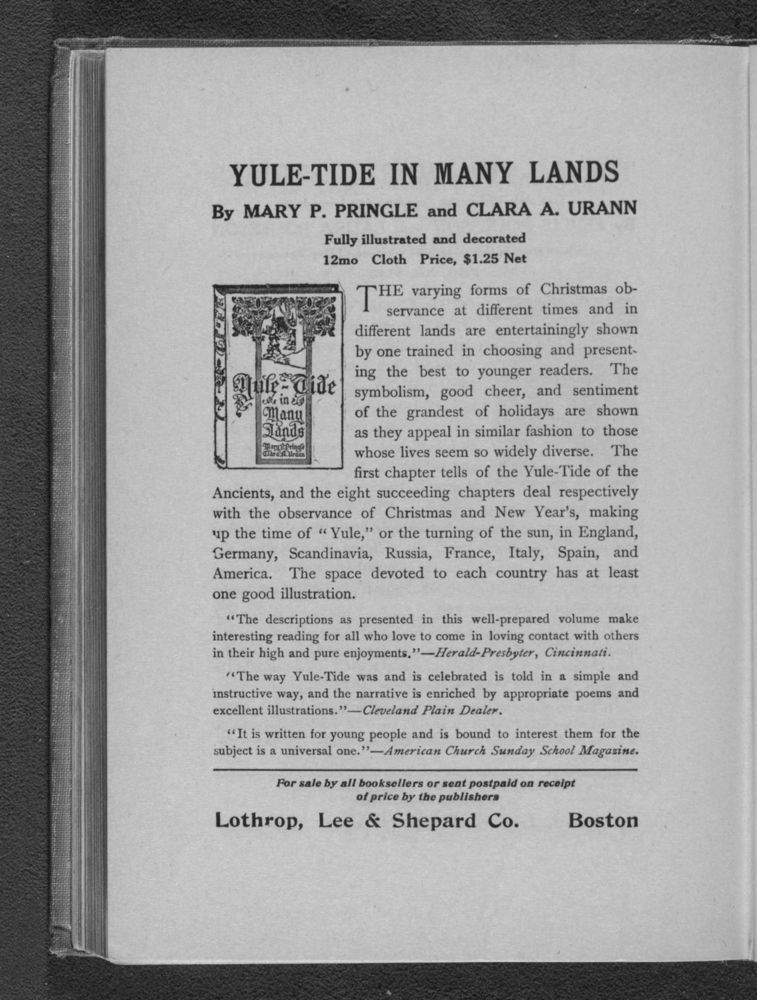 YULE-TIDE IN MANY LANDS
By MARY P. PRINGLE and CLARA A. URANN
Fully illustrated and decorated
12mo Cloth Price, $1.25 Net
Yule-Tide
in
Many
Lands
Mary P. Pringle
Clara A. Urann
THE varying forms of Christmas ob-
servance at different times and in
different lands are entertainingly shown
by one trained in choosing and present-
ing the best to younger readers. The
symbolism, good cheer, and sentiment
of the grandest of holidays are shown
as they appeal in similar fashion to those
whose lives seem so widely diverse. The
first chapter tells of the Yule-Tide of the
Ancients, and the eight succeeding chapters deal respectively
with the observance of Christmas and New Year's, making
up the time of "Yule," or the turning of the sun, in England,
Germany, Scandinavia, Russia, France, Italy, Spain, and
America. The space devoted to each country has at least
one good illustration.
"The descriptions as presented in this well-prepared volume make
interesting reading for all who love to come in loving contact with others
in their high and pure enjoyments."—Herald-Presbyter, Cincinnati.
"The way Yule-Tide was and is celebrated is told in a simple and
instructive way, and the narrative is enriched by appropriate poems and
excellent illustrations."—Cleveland Plain Dealer.
"It is written for young people and is bound to interest them for the
subject is a universal one."—American Church Sunday School Magazine.
For sale by all booksellers or sent postpaid on receipt
of price by the publishers
Lothrop, Lee & Shepard Co. Boston